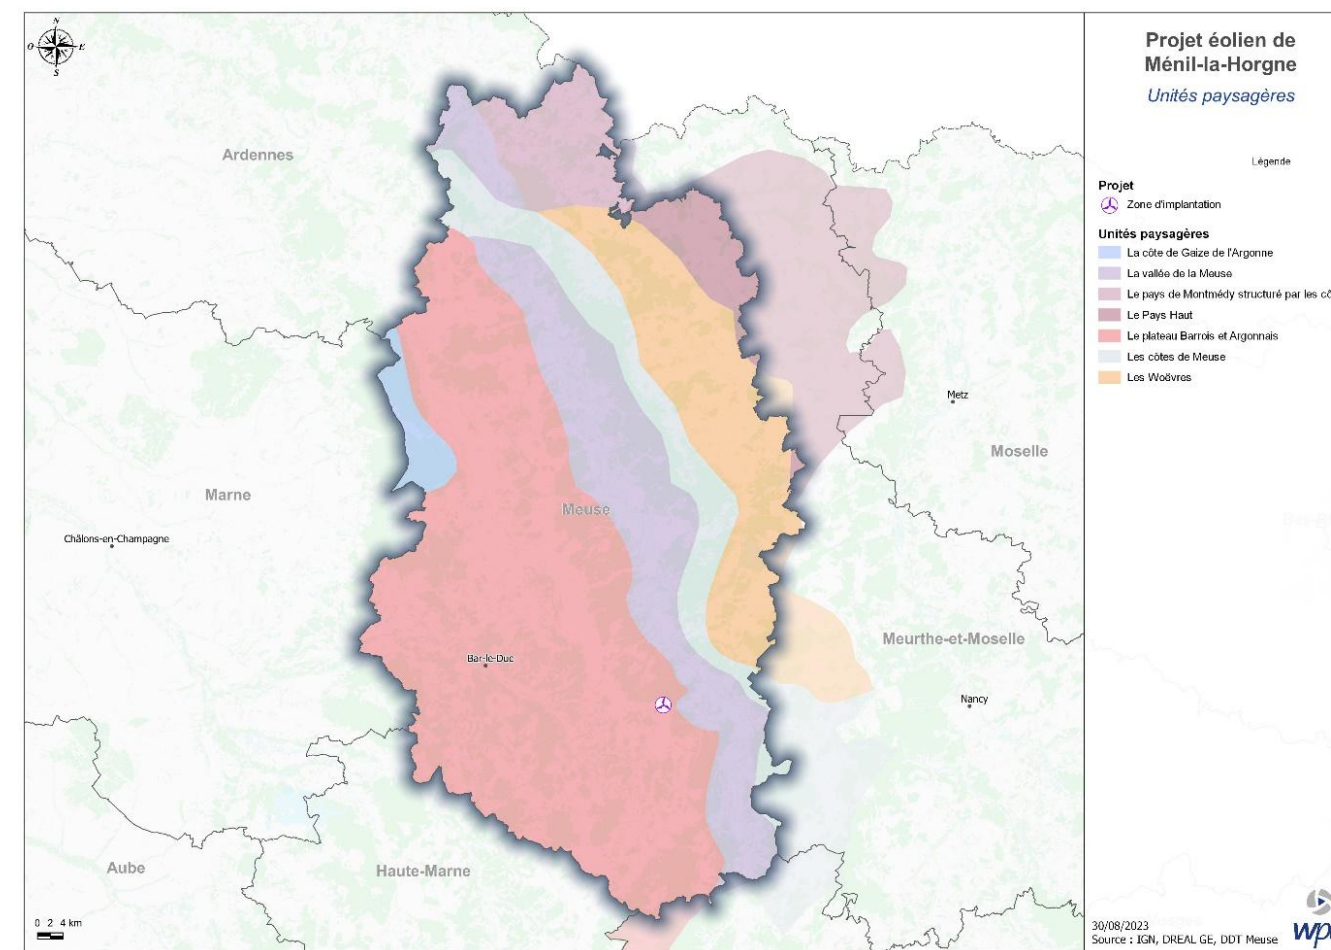 N
O
E
S
Ardennes
Marne
Châlons-en-Champagne
Meuse
Bar-le-Duc
Metz
Moselle
Meurthe-et-Moselle
Nancy
Aube
Haute-Marne
0 2 4 km
Projet éolien de
Ménil-la-Horgne
Unités paysagères
Légende
Projet
Zone d'implantation
Unités paysagères
La côte de Gaize de l'Argonne
La vallée de la Meuse
Le pays de Montmédy structuré par les cô
Le Pays Haut
Le plateau Barrois et Argonnais
Les côtes de Meuse
Les Woëvres
30/08/2023
Source : IGN, DREAL GE, DDT Meuse
wp